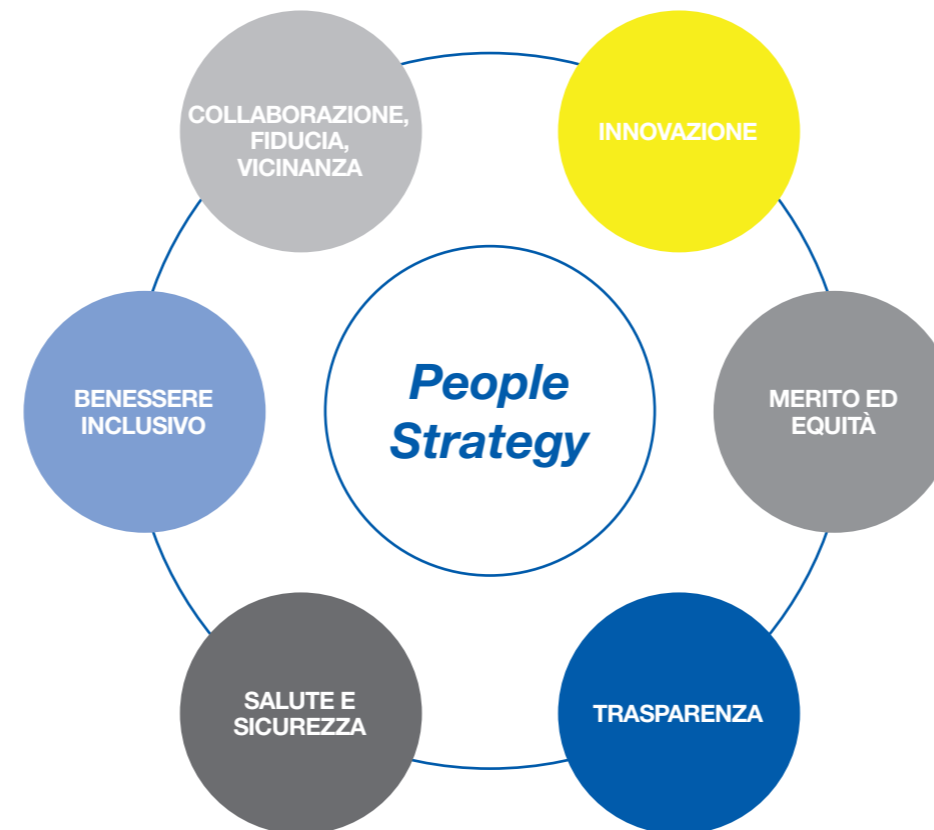 COLLABORAZIONE,
FIDUCIA,
VICINANZA
INNOVAZIONE
BENESSERE
INCLUSIVO
People
Strategy
MERITO ED
EQUITÀ
SALUTE E
SICUREZZA
TRASPARENZA